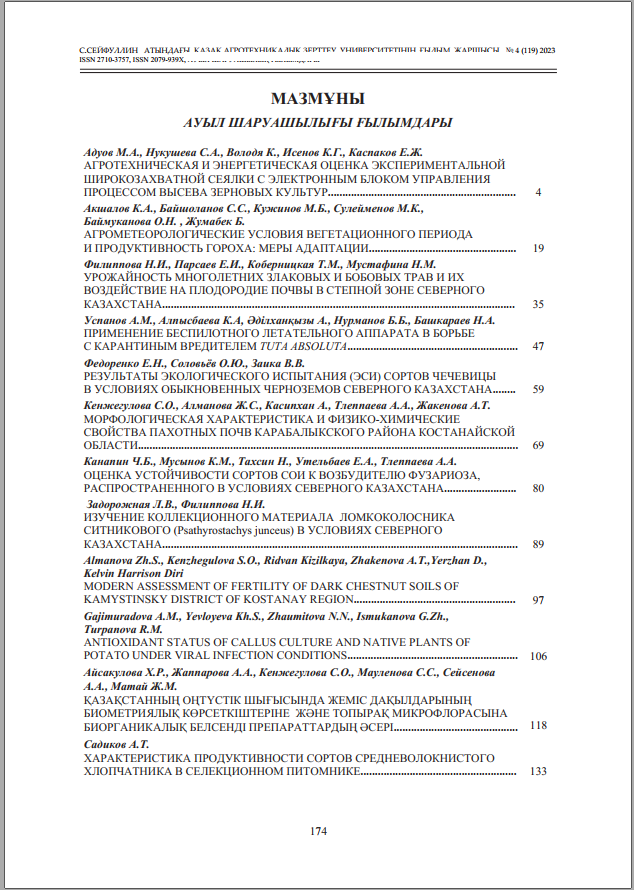 С.СЕЙФУЛЛИН АТЫНДАҒЫ ҚАЗАҚ АГРОТЕХНИКАЛЫҚ ЗЕРТТЕУ УНИВЕРСИТЕТІНІҢ ҒЫЛЫМ ЖАРШЫСЫ № 4 (119) 2023
ISSN 2710-3757, ISSN 2079-939X,
МАЗМҰНЫ
АУЫЛ ШАРУАШЫЛЫҒЫ ҒЫЛЫМДАРЫ
Адуов М.А., Нукушева С.А., Володя К., Исенов К.Г., Каспаков Е.Ж.
АГРОТЕХНИЧЕСКАЯ И ЭНЕРГЕТИЧЕСКАЯ ОЦЕНКА ЭКСПЕРИМЕНТАЛЬНОЙ
ШИРОКОЗАХВАТНОЙ СЕЯЛКИ С ЭЛЕКТРОННЫМ БЛОКОМ УПРАВЛЕНИЯ
ПРОЦЕССОМ ВЫСЕВА ЗЕРНОВЫХ КУЛЬТУР........ 4
Акшалов К.А., Байшоланов С.С., Кужинов М.Б., Сулейменов М.К.,
Баймуканова О.Н. , Жумабек Б.
АГРОМЕТЕОРОЛОГИЧЕСКИЕ УСЛОВИЯ ВЕГЕТАЦИОННОГО ПЕРИОДА
И ПРОДУКТИВНОСТЬ ГОРОХА: МЕРЫ АДАПТАЦИИ........ 19
Филиппова Н.И., Парсаев Е.И., Коберницкая Т.М., Мустафина Н.М.
УРОЖАЙНОСТЬ МНОГОЛЕТНИХ ЗЛАКОВЫХ И БОБОВЫХ ТРАВ И ИХ
ВОЗДЕЙСТВИЕ НА ПЛОДОРОДИЕ ПОЧВЫ В СТЕПНОЙ ЗОНЕ СЕВЕРНОГО
КАЗАХСТАНА........ 35
Успанов А.М., Алпысбаева К.А, Әділханқызы А., Нурманов Б.Б., Башкараев Н.А.
ПРИМЕНЕНИЕ БЕСПИЛОТНОГО ЛЕТАТЕЛЬНОГО АППАРАТА В БОРЬБЕ
С КАРАНТИНЫМ ВРЕДИТЕЛЕМ TUTA ABSOLUTA........ 47
Федоренко Е.Н., Соловьёв О.Ю., Заика В.В.
РЕЗУЛЬТАТЫ ЭКОЛОГИЧЕСКОГО ИСПЫТАНИЯ (ЭСИ) СОРТОВ ЧЕЧЕВИЦЫ
В УСЛОВИЯХ ОБЫКНОВЕННЫХ ЧЕРНОЗЕМОВ СЕВЕРНОГО КАЗАХСТАНА........ 59
Кенжегулова С.О., Алманова Ж.С., Касипхан А., Тлеппаева А.А., Жакенова А.Т.
МОРФОЛОГИЧЕСКАЯ ХАРАКТЕРИСТИКА И ФИЗИКО-ХИМИЧЕСКИЕ
СВОЙСТВА ПАХОТНЫХ ПОЧВ КАРАБАЛЫКСКОГО РАЙОНА КОСТАНАЙСКОЙ
ОБЛАСТИ........ 69
Канапин Ч.Б., Мусынов К.М., Тахсин Н., Утельбаев Е.А., Тлеппаева А.А.
ОЦЕНКА УСТОЙЧИВОСТИ СОРТОВ СОИ К ВОЗБУДИТЕЛЮ ФУЗАРИОЗА,
РАСПРОСТРАНЕННОГО В УСЛОВИЯХ СЕВЕРНОГО КАЗАХСТАНА........ 80
Задорожная Л.В., Филиппова Н.И.
ИЗУЧЕНИЕ КОЛЛЕКЦИОННОГО МАТЕРИАЛА ЛОМКОКОЛОСНИКА
СИТНИКОВОГО (Psathyrostachys junceus) В УСЛОВИЯХ СЕВЕРНОГО
КАЗАХСТАНА........ 89
Almanova Zh.S., Kenzhegulova S.O., Ridvan Kizilkaya, Zhakenova A.T.,Yerzhan D.,
Kelvin Harrison Diri
MODERN ASSESSMENT OF FERTILITY OF DARK CHESTNUT SOILS OF
KAMYSTINSKY DISTRICT OF KOSTANAY REGION........ 97
Gajimuradova A.M., Yevloyeva Kh.S., Zhaumitova N.N., Ismukanova G.Zh.,
Turpanova R.M.
ANTIOXIDANT STATUS OF CALLUS CULTURE AND NATIVE PLANTS OF
POTATO UNDER VIRAL INFECTION CONDITIONS........ 106
Айсакулова Х.Р., Жаппарова А.А., Кенжегулова С.О., Мауленова С.С., Сейсенова
А.А., Матай Ж.М.
ҚАЗАҚСТАННЫҢ ОҢТҮСТІК ШЫҒЫСЫНДА ЖЕМІС ДАҚЫЛДАРЫНЫҢ
БИОМЕТРИЯЛЫҚ КӨРСЕТКІШТЕРІНЕ ЖӘНЕ ТОПЫРАҚ МИКРОФЛОРАСЫНА
БИОРГАНИКАЛЫҚ БЕЛСЕНДІ ПРЕПАРАТТАРДЫҢ ӘСЕРІ........ 118
Садиков А.Т.
ХАРАКТЕРИСТИКА ПРОДУКТИВНОСТИ СОРТОВ СРЕДНЕВОЛОКНИСТОГО
ХЛОПЧАТНИКА В СЕЛЕКЦИОННОМ ПИТОМНИКЕ........ 133
174